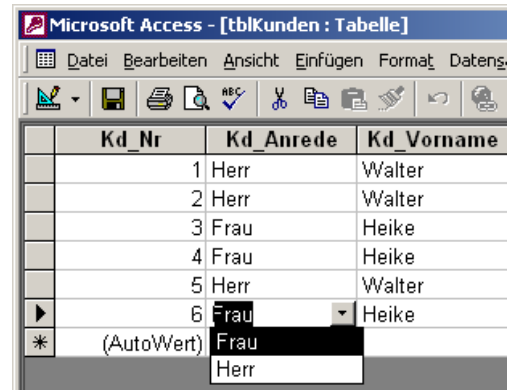 Microsoft Access - [tblKunden : Tabelle]
Datei Bearbeiten Ansicht Einfügen Format
ABC
Kd_Nr Kd_Anrede Kd_Vorname
1 Herr Walter
2 Herr Walter
3 Frau Heike
4 Frau Heike
5 Herr Walter
6 Frau Heike
(AutoWert) Frau
Herr